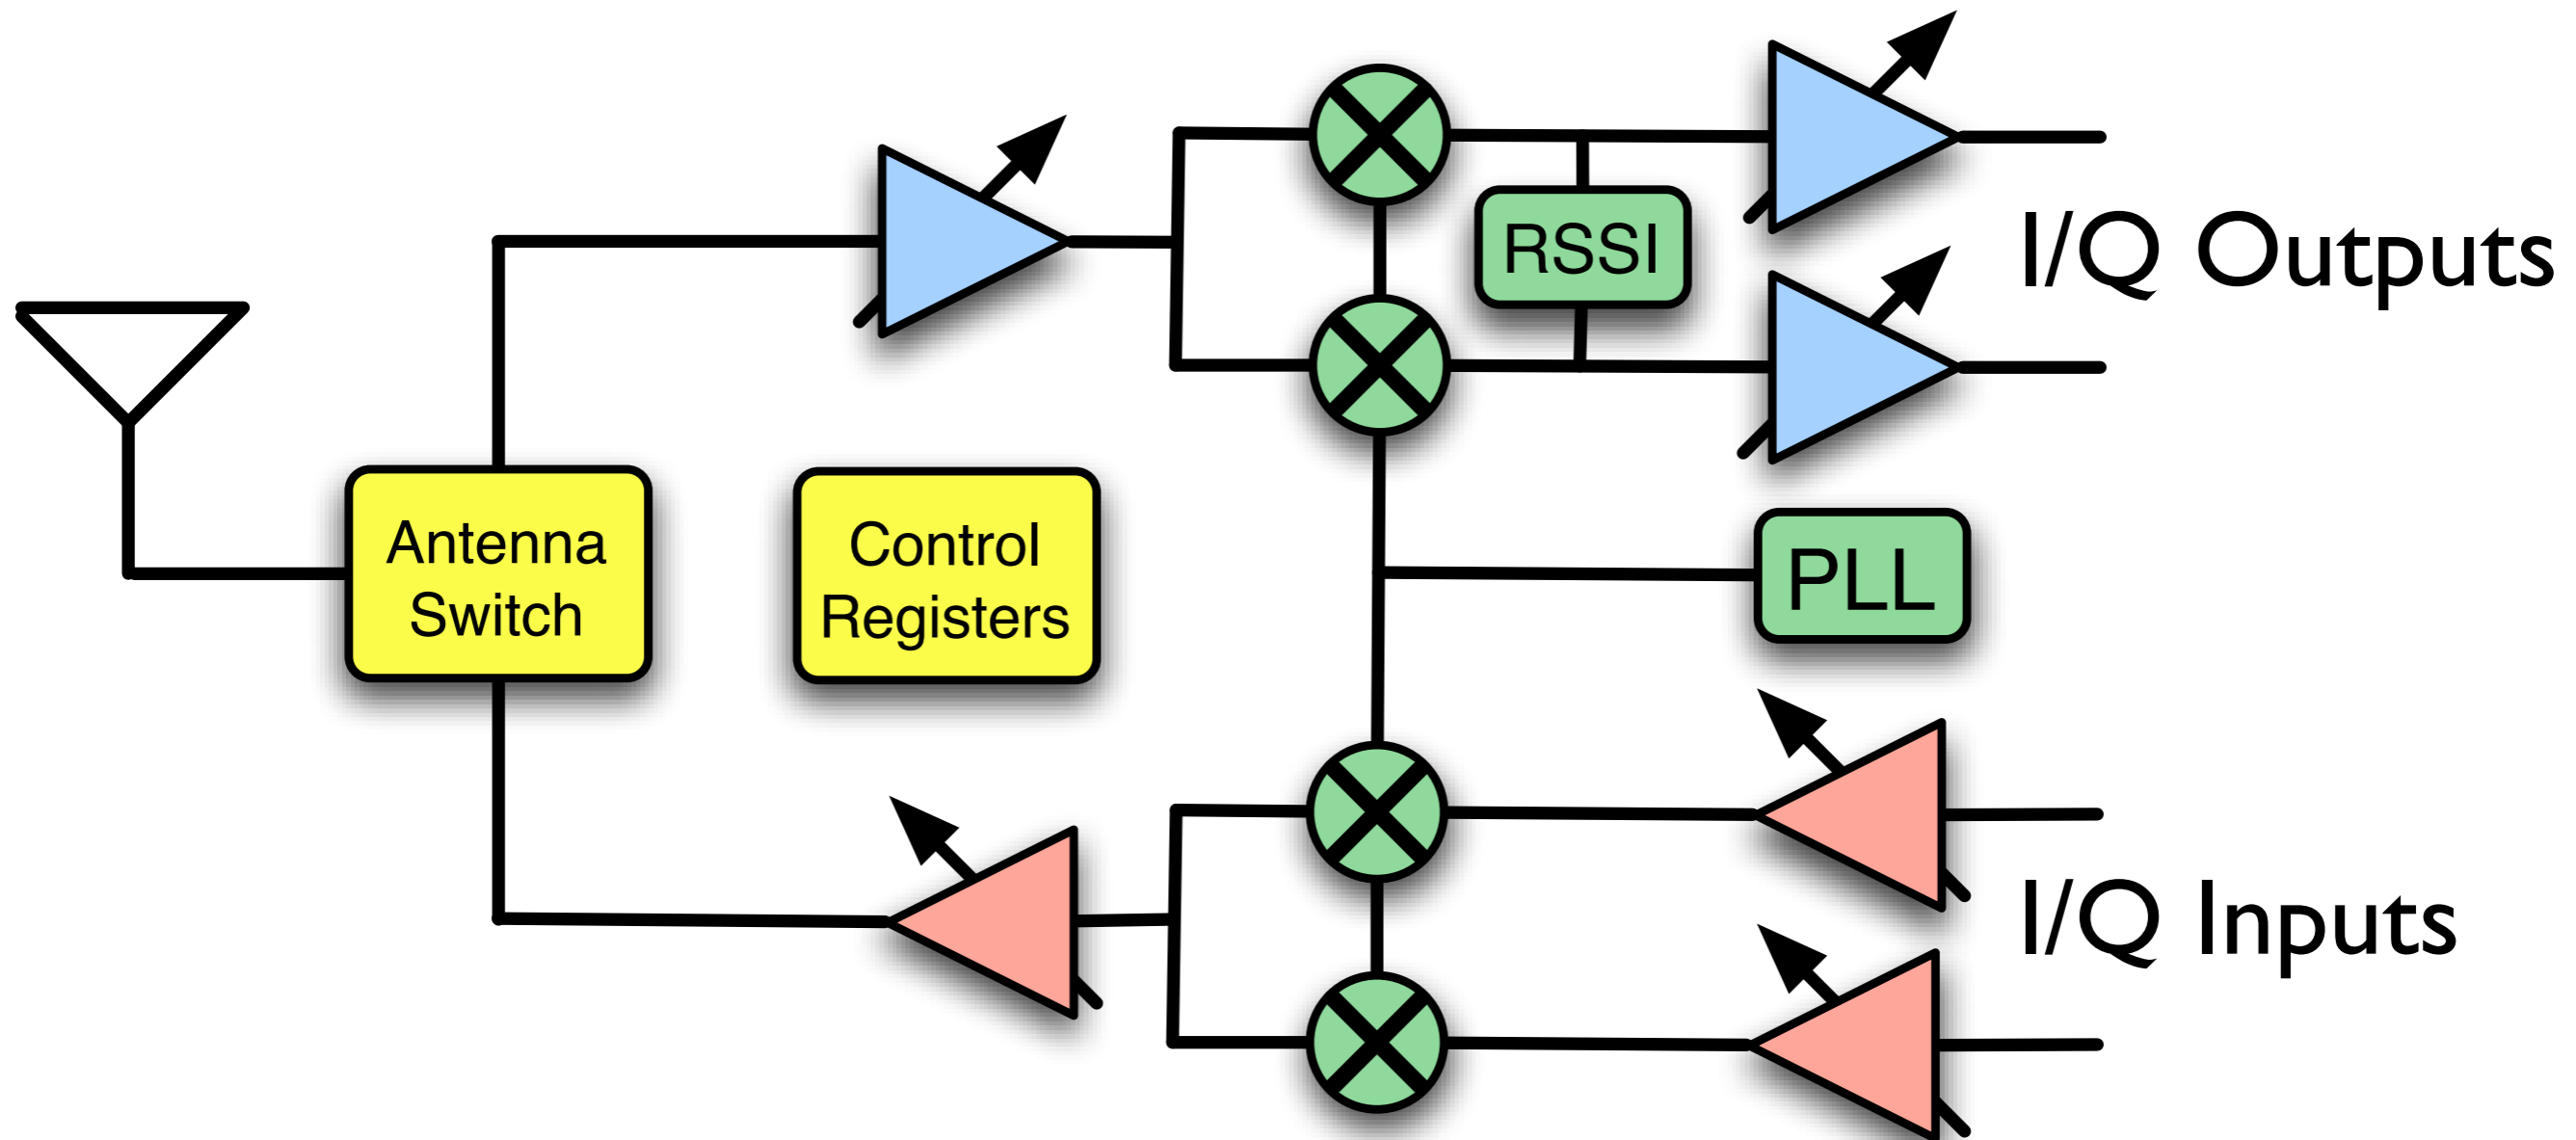 RSSI
I/Q Outputs
Antenna
Switch
Control
Registers
PLL
I/Q Inputs